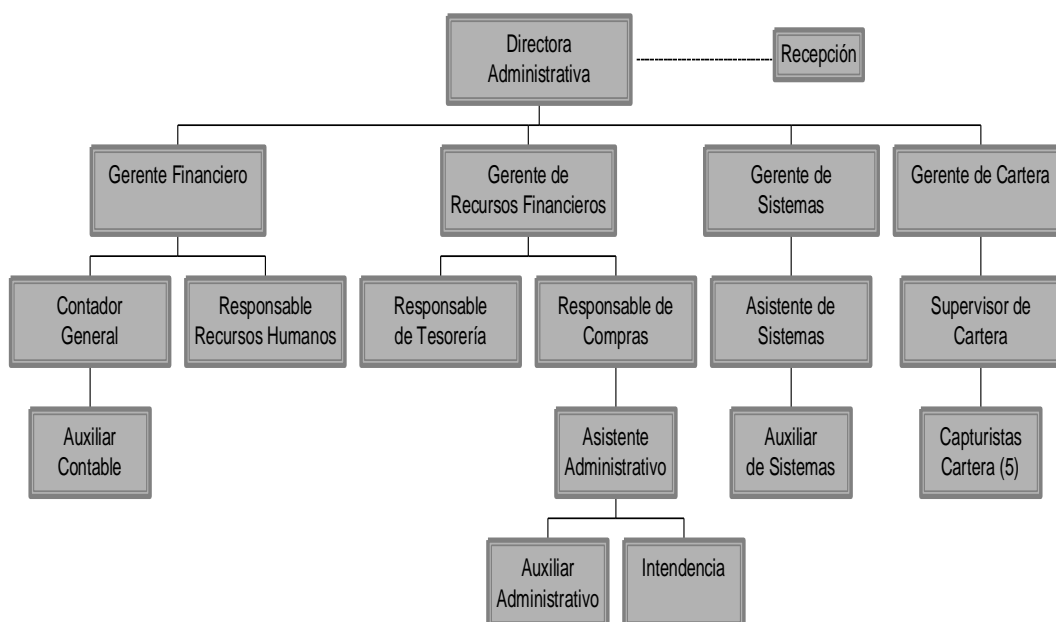 Directora
Administrativa
Recepción
Gerente Financiero
Gerente de
Recursos Financieros
Gerente de
Sistemas
Gerente de Cartera
Contador
General
Responsable
Recursos Humanos
Responsable
de Tesorería
Responsable de
Compras
Asistente de
Sistemas
Supervisor de
Cartera
Auxiliar
Contable
Asistente
Administrativo
Auxiliar
de Sistemas
Capturistas
Cartera (5)
Auxiliar
Administrativo
Intendencia